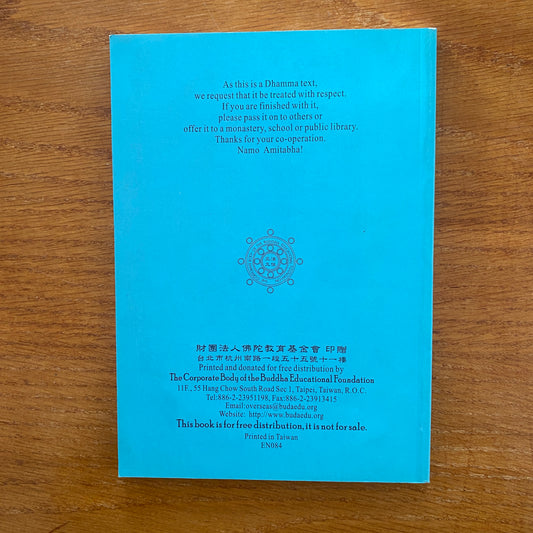 As this is a Dhamma text,
we request that it be treated with respect.
If you are finished with it,
please pass it on to others or
offer it to a monastery, school or public library.
Thanks for your co-operation.
Namo Amitabha!
財團法人佛陀教育基金會 印贈
台北市杭州南路一段五十五號十一樓
Printed and donated for free distribution by
The Corporate Body of the Buddha Educational Foundation
11F., 55 Hang Chow South Road Sec 1, Taipei, Taiwan, R.O.C.
Tel:886-2-23951198, Fax:886-2-23913415
Email:overseas@budaedu.org
Website: http://www.budaedu.org
This book is for free distribution, it is not for sale.
Printed in Taiwan
EN084